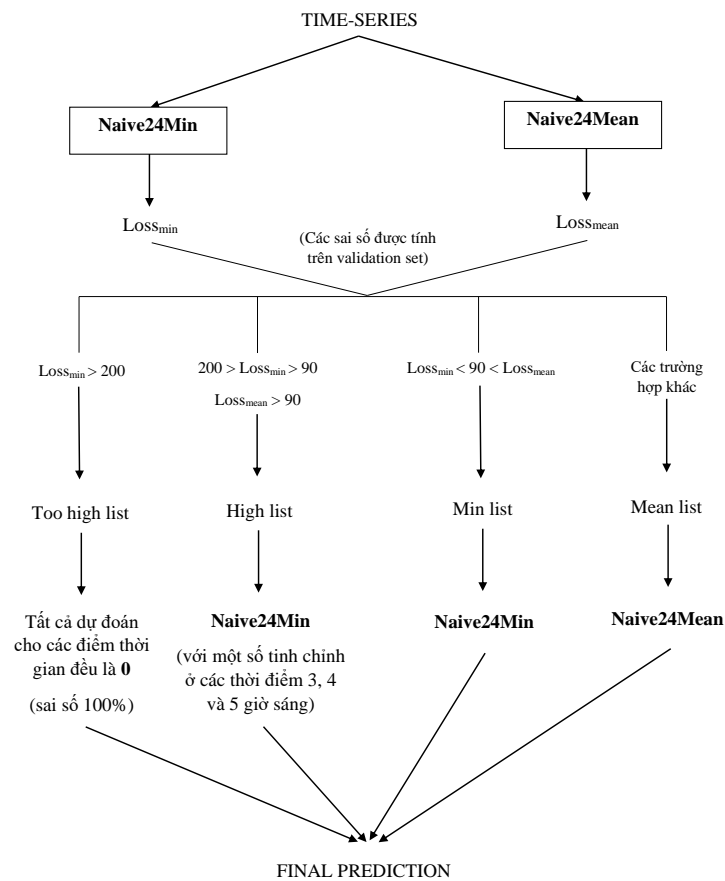 TIME-SERIES
Naive24Min
Naive24Mean
Lossmin
Lossmean
(Các sai số được tính
trên validation set)
Lossmin > 200
200 > Lossmin > 90
Lossmean > 90
Lossmin < 90 < Lossmean
Các trường
hợp khác
Too high list
High list
Min list
Mean list
Tất cả dự đoán
cho các điểm thời
gian đều là 0
(sai số 100%)
Naive24Min
(với một số tinh chỉnh
ở các thời điểm 3, 4
và 5 giờ sáng)
Naive24Min
Naive24Mean
FINAL PREDICTION